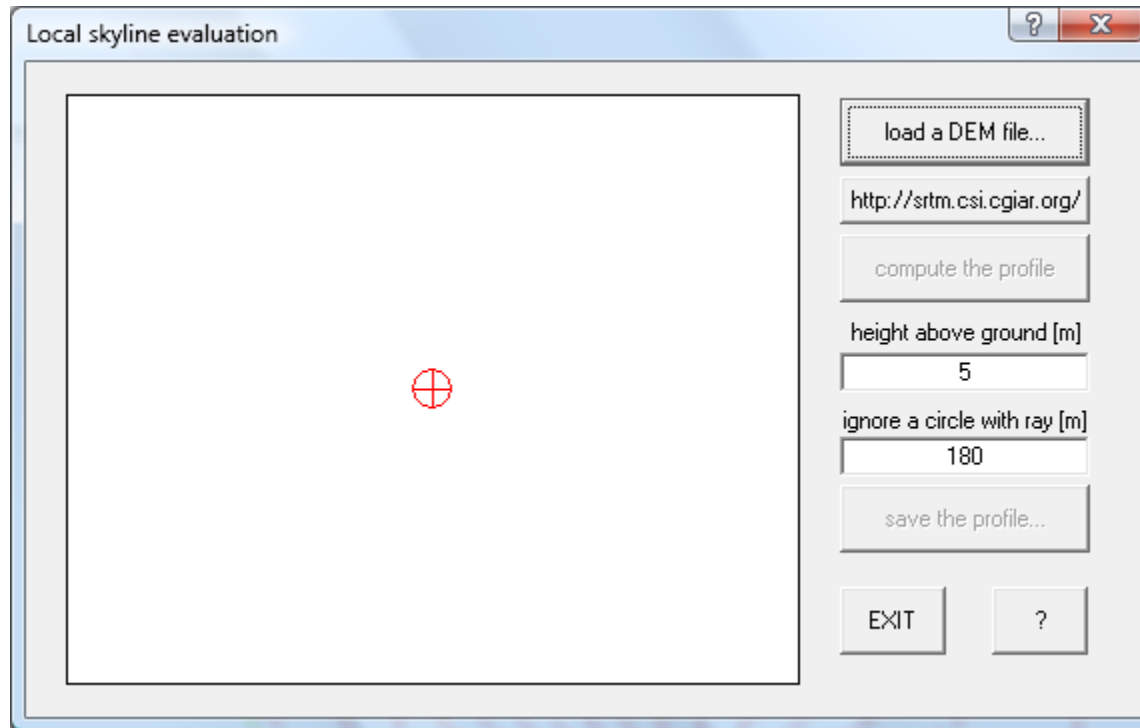 Local skyline evaluation
load a DEM file...
http://srtm.csi.cgiar.org/
compute the profile
height above ground [m]
5
ignore a circle with ray [m]
180
save the profile...
EXIT
?